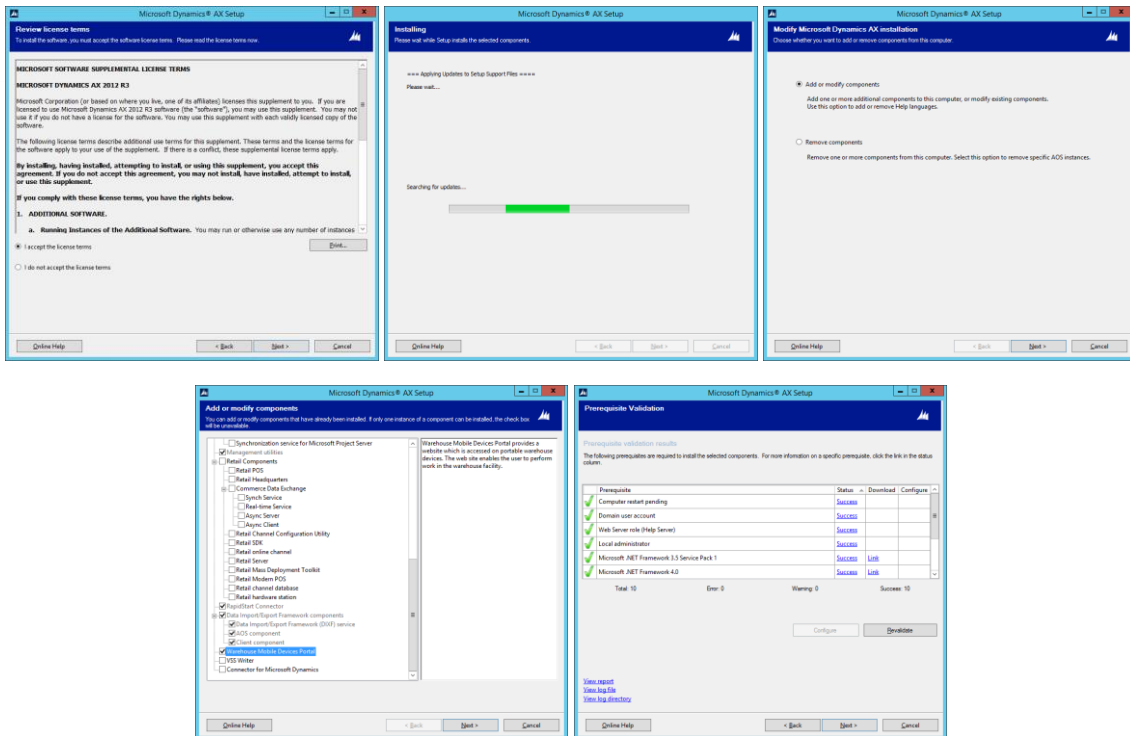 Microsoft Dynamics® AX Setup
Review license terms
To install the software, you must accept the software license terms. Please read the license terms now.
MICROSOFT SOFTWARE SUPPLEMENTAL LICENSE TERMS
MICROSOFT DYNAMICS AX 2012 R3
Microsoft Corporation (or based on where you live, one of its affiliates) licenses this supplement to you. If you are
licensed to use Microsoft Dynamics AX 2012 R3 software (the "software"), you may use this supplement. You may not
use it if you do not have a license for the software. You may use this supplement with each validly licensed copy of the
software.
The following license terms describe additional use terms for this supplement. These terms and the license terms for
the software apply to your use of the supplement. If there is a conflict, these supplemental license terms apply.
By installing, having installed, attempting to install, or using this supplement, you accept this
agreement. If you do not accept this agreement, you may not install, have installed, attempt to install,
or use this supplement.
If you comply with these license terms, you have the rights below.
1. ADDITIONAL SOFTWARE.
a. Running Instances of the Additional Software. You may run or otherwise use any number of instances
I accept the license terms
Print...
I do not accept the license terms
Online Help
< Back
Next >
Cancel
Microsoft Dynamics® AX Setup
Installing
Please wait while Setup installs the selected components.
=== Applying Updates to Setup Support Files ====
Please wait...
Searching for updates...
Online Help
< Back
Next >
Cancel
Microsoft Dynamics® AX Setup
Modify Microsoft Dynamics AX installation
Choose whether you want to add or remove components from this computer.
Add or modify components
Add one or more additional components to this computer, or modify existing components.
Use this option to add or remove Help languages.
Remove components
Remove one or more components from this computer. Select this option to remove specific AOS instances.
Online Help
< Back
Next >
Cancel
Microsoft Dynamics® AX Setup
Add or modify components
You can add or modify components that have already been installed. If only one instance of a component can be installed, the check box
will be unavailable.
Synchronization service for Microsoft Project Server
Management utilities
Retail Components
Retail POS
Retail Headquarters
Commerce Data Exchange
Synch Service
Real-time Service
Async Server
Async Client
Retail Channel Configuration Utility
Retail SDK
Retail online channel
Retail Server
Retail Mass Deployment Toolkit
Retail Modern POS
Retail channel database
Retail hardware station
RapidStart Connector
Data Import/Export Framework components
Data Import/Export Framework (DIXF) service
AOS component
Client component
Warehouse Mobile Devices Portal
VSS Writer
Connector for Microsoft Dynamics
Warehouse Mobile Devices Portal provides a
website which is accessed on portable warehouse
devices. The web site enables the user to perform
work in the warehouse facility.
Online Help
< Back
Next >
Cancel
Microsoft Dynamics® AX Setup
Prerequisite Validation
Prerequisite validation results
The following prerequisites are required to install the selected components. For more information on a specific prerequisite, click the link in the status
column.
Prerequisite Status Download Configure
Computer restart pending Success
Domain user account Success
Web Server role (Help Server) Success
Local administrator Success
Microsoft .NET Framework 3.5 Service Pack 1 Success Link
Microsoft .NET Framework 4.0 Success Link
Total: 10 Error: 0 Warning: 0 Success: 10
Configure
Revalidate
View report
View log file
View log directory
Online Help
< Back
Next >
Cancel